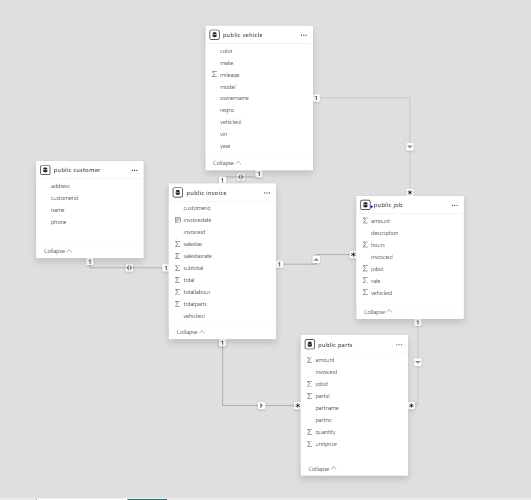 public vehicle
color
make
mileage
model
ownername
regno
vehicleid
vin
year
Collapse
1
1
1
*
public customer
address
customerid
name
phone
Collapse
1
1
public invoice
customerid
invoicedate
invoiceid
salestax
salestaxrate
subtotal
total
totallabour
totalparts
vehicleid
Collapse
1
*
1
*
public job
amount
description
hours
invoiceid
jobid
rate
vehicleid
Collapse
1
*
public parts
amount
invoiceid
jobid
partid
partname
partno
quantity
unitprice
Collapse